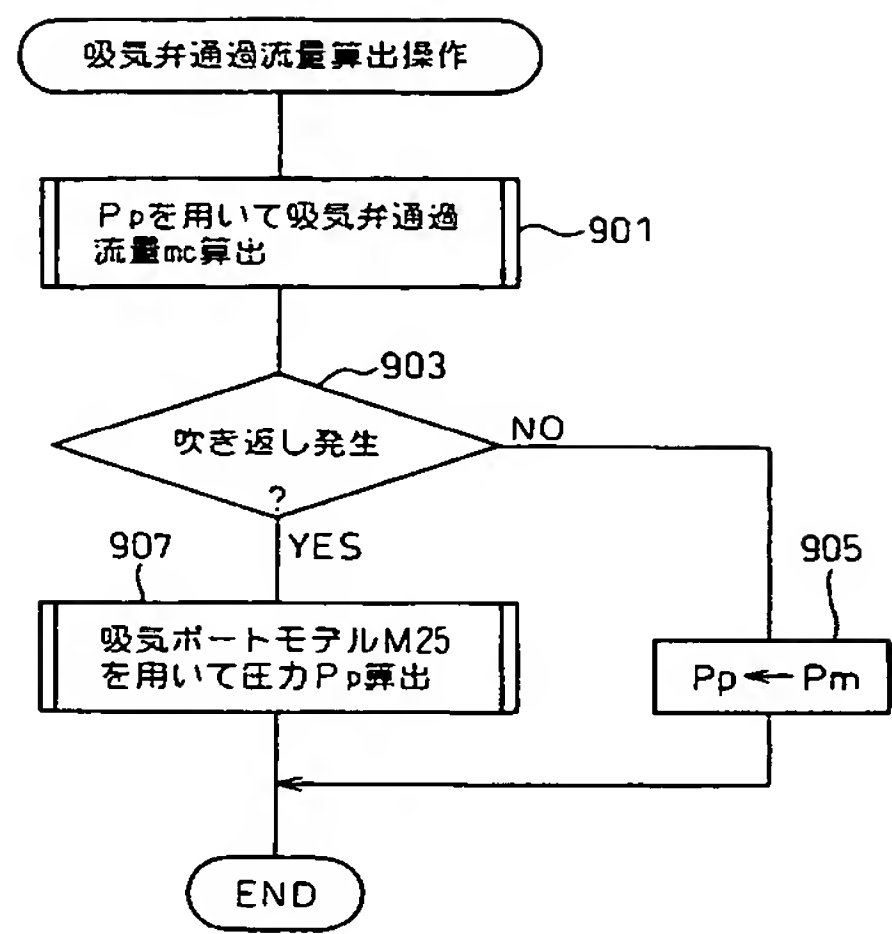 吸気弁通過流量算出操作
Ppを用いて吸気弁通過
流量mc算出
901
903
吹き返し発生
?
NO
YES
907
905
吸気ポートモデルM25
を用いて圧力Pp算出
Pp ← Pm
END